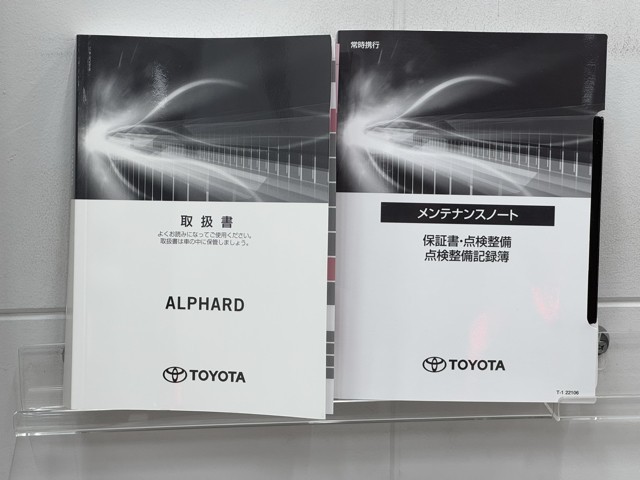 取扱書
よくお読みになってご使用ください。
取扱書は車の中に保管しましょう。
ALPHARD
TOYOTA
常時携行
メンテナンスノート
保証書・点検整備
点検整備記録簿
TOYOTA
T-1 22106